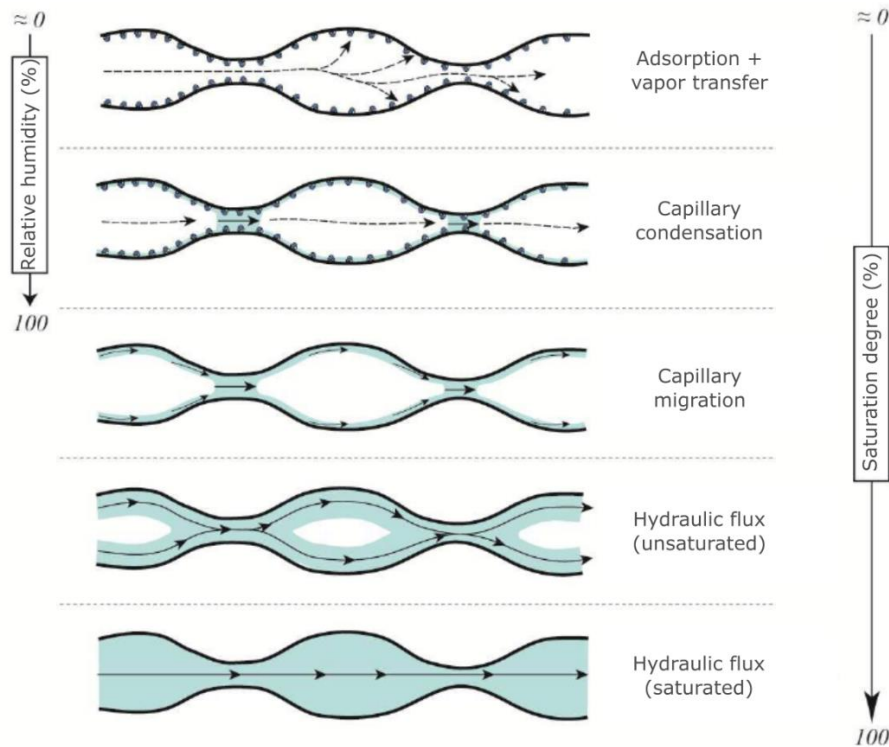 ≈ 0
Relative humidity (%)
100
Adsorption +
vapor transfer
Capillary
condensation
Capillary
migration
Hydraulic flux
(unsaturated)
Hydraulic flux
(saturated)
≈0
Saturation degree (%)
100